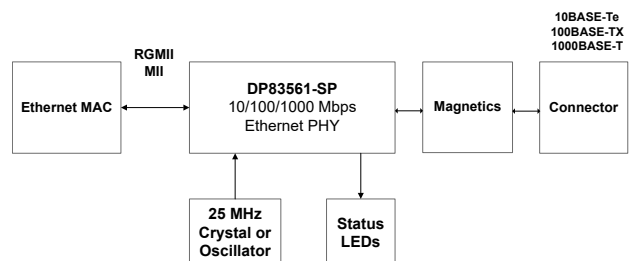 10BASE-Te
100BASE-TX
1000BASE-T
RGMII
MII
Ethernet MAC
DP83561-SP
10/100/1000 Mbps
Ethernet PHY
Magnetics
Connector
25 MHz
Crystal or
Oscillator
Status
LEDs